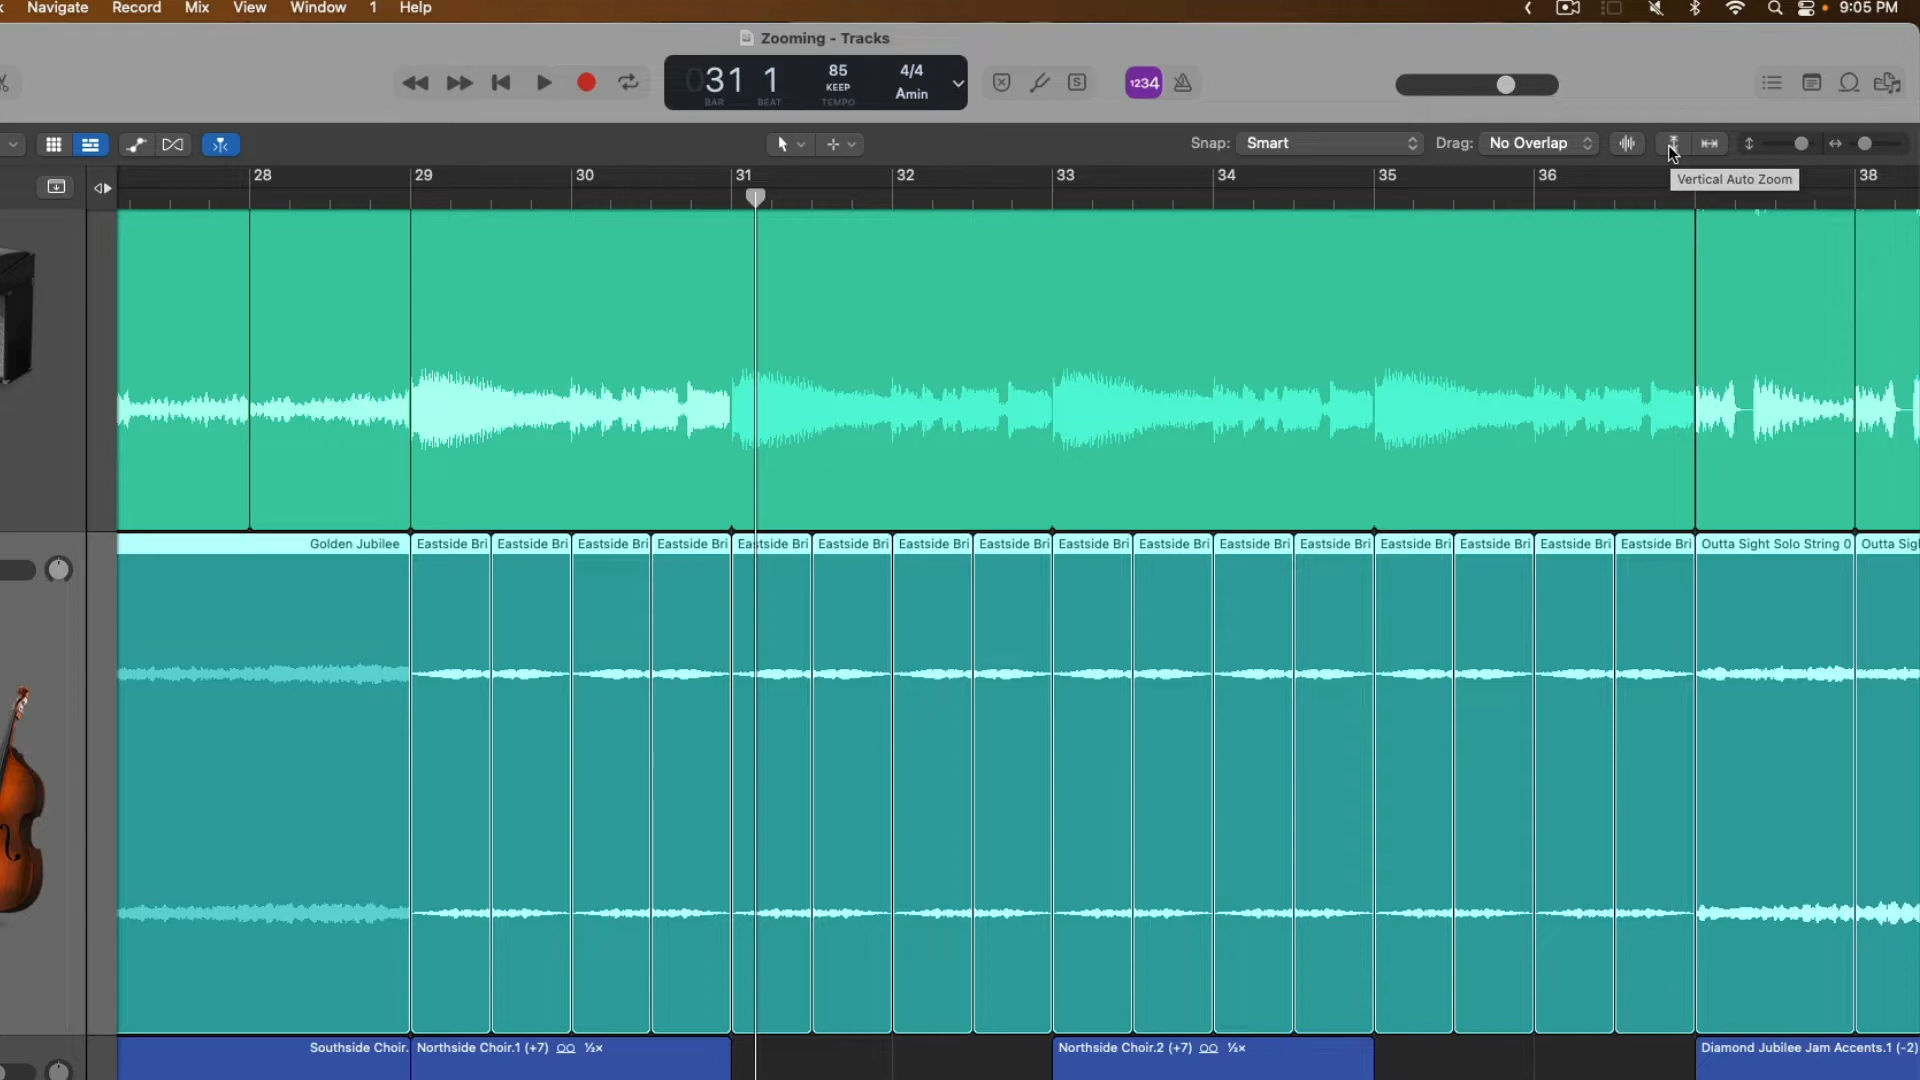 Navigate Record Mix View Window 1 Help
9:05 PM
Zooming - Tracks
031 1
BAR BEAT
85
KEEP
TEMPO
4/4
Amin
S
1234
Snap: Smart
Drag: No Overlap
28 29 30 31 32 33 34 35 36 38
Vertical Auto Zoom
Golden Jubilee Eastside Bri Eastside Bri Eastside Bri Eastside Bri Eastside Bri Eastside Bri Eastside Bri Eastside Bri Eastside Bri Eastside Bri Eastside Bri Eastside Bri Eastside Bri Eastside Bri Eastside Bri Eastside Bri Outta Sight Solo String 0 Outta Sigl
Southside Choir. Northside Choir.1 (+7) ½× Northside Choir.2 (+7) ½× Diamond Jubilee Jam Accents.1 (-2)